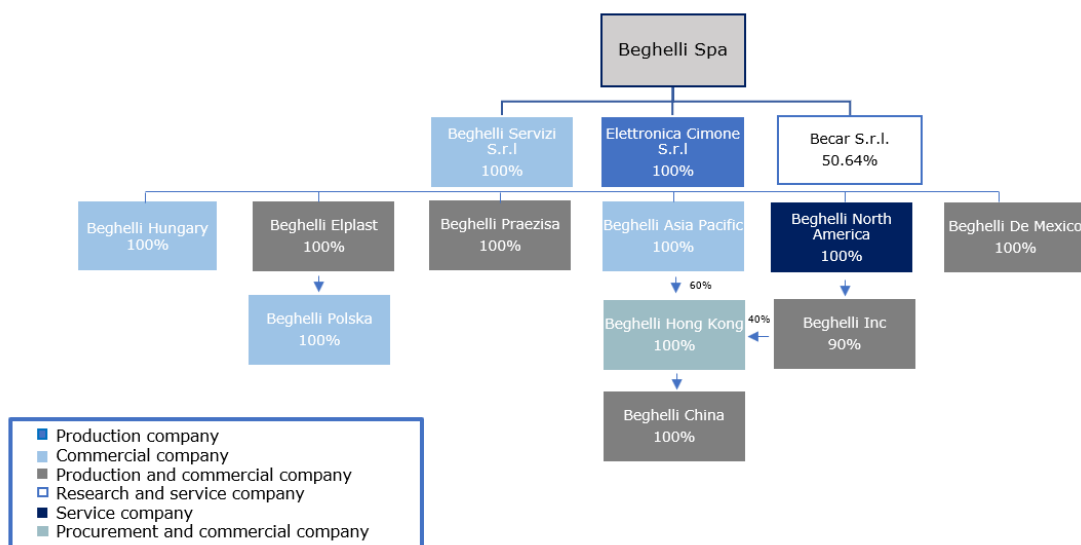 Beghelli Spa
Beghelli Servizi
S.r.l
100%
Elettronica Cimone
S.r.l
100%
Becar S.r.l.
50.64%
Beghelli Hungary
100%
Beghelli Elplast
100%
Beghelli Praezisa
100%
Beghelli Asia Pacific
100%
Beghelli North
America
100%
Beghelli De Mexico
100%
60%
Beghelli Polska
100%
Beghelli Hong Kong
100%
40%
Beghelli Inc
90%
Beghelli China
100%
Production company
Commercial company
Production and commercial company
Research and service company
Service company
Procurement and commercial company